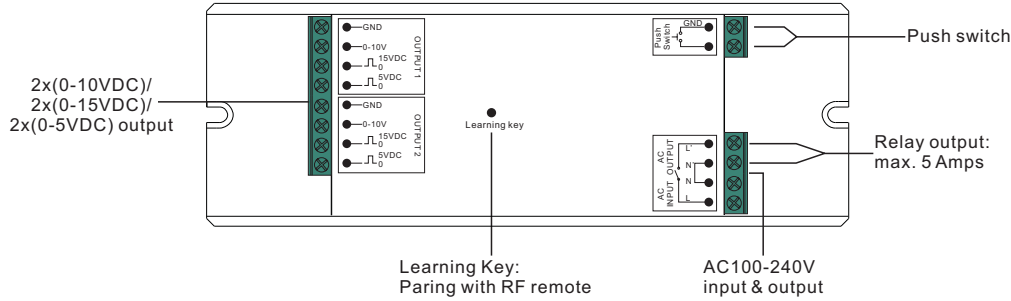 GND
0-10V
15VDC
0
5VDC
0
OUTPUT 1
GND
0-10V
15VDC
0
5VDC
0
OUTPUT 2
2x(0-10VDC)/
2x(0-15VDC)/
2x(0-5VDC) output
Learning key
Push
Switch
GND
Push switch
AC
OUTPUT
AC
INPUT
L'
N'
N
L
Relay output:
max. 5 Amps
Learning Key:
Paring with RF remote
AC100-240V
input & output